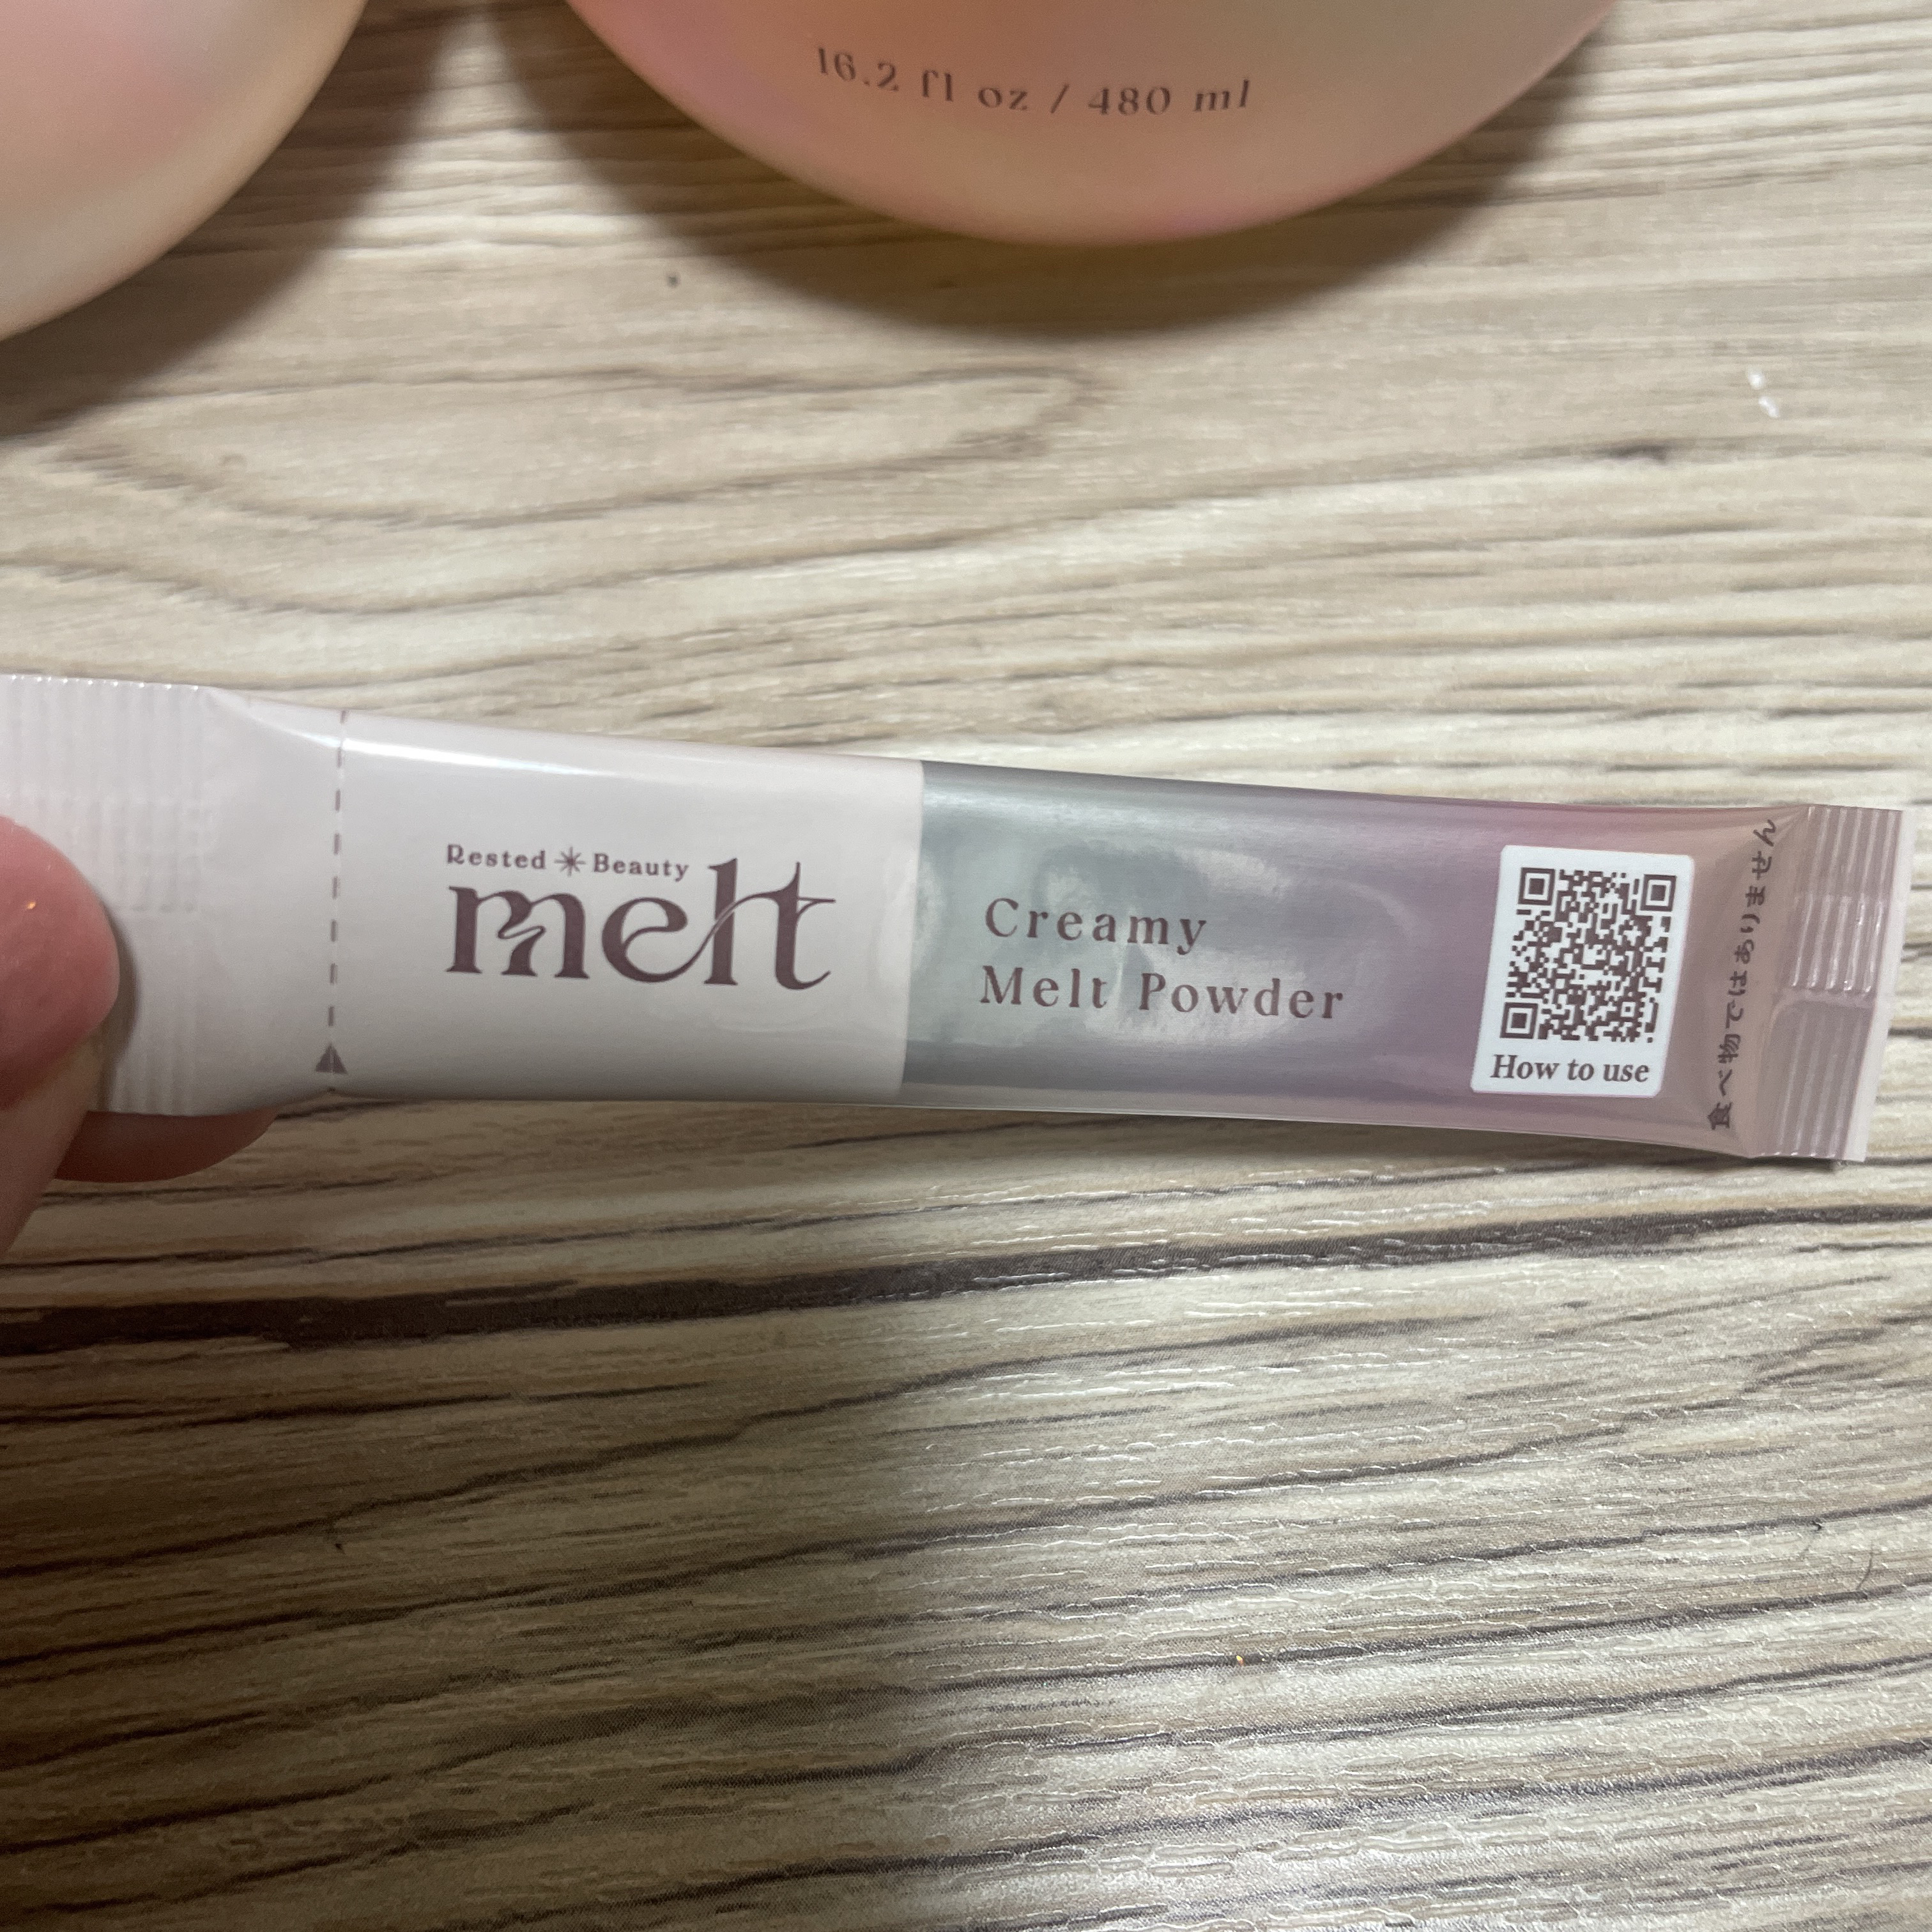 16.2 fl oz / 480 ml
Rested Beauty
melt
Creamy
Melt Powder
How to use
食べ物ではありません